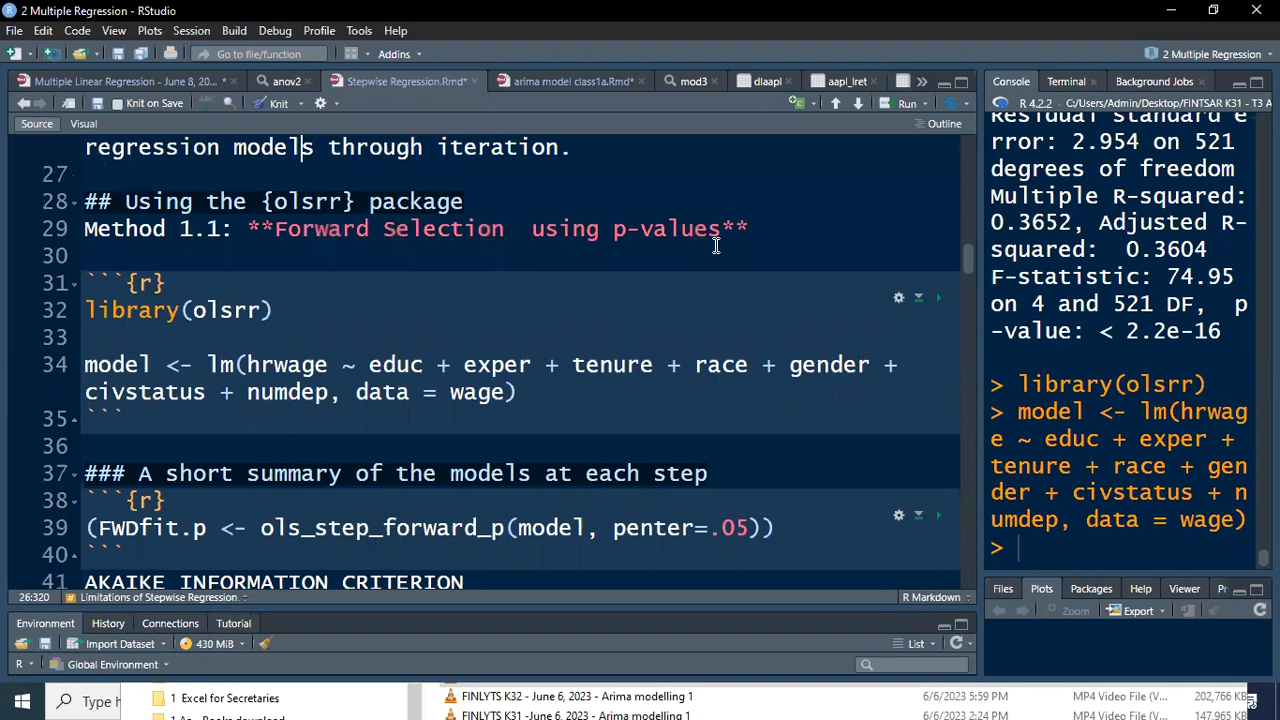 2 Multiple Regression - RStudio
File Edit Code View Plots Session Build Debug Profile Tools Help
Go to file/function Addins 2 Multiple Regression
Multiple Linear Regression - June 8, 20...* anov2 Stepwise Regression.Rmd* arima model class1a.Rmd* mod3 dlaapl aapl_lret
Knit on Save Knit Run
Source Visual Outline
regression models through iteration.
27
28 ## Using the {olsrr} package
29 Method 1.1: **Forward Selection using p-values**
30
31 ```{r}
32 library(olsrr)
33
34 model <- lm(hrwage ~ educ + exper + tenure + race + gender +
civstatus + numdep, data = wage)
35 ```
36
37 ### A short summary of the models at each step
38 ```{r}
39 (FWDfit.p <- ols_step_forward_p(model, penter=.05))
40 ```
41 AKAIKE INFORMATION CRITERION
26:320 # Limitations of Stepwise Regression R Markdown
Environment History Connections Tutorial
Import Dataset 430 MiB List
R Global Environment
Console Terminal Background Jobs
R 4.2.2 C:/Users/Admin/Desktop/FINTSAR K31 - T3 A
Residual standard e
rror: 2.954 on 521
degrees of freedom
Multiple R-squared:
0.3652, Adjusted R-
squared: 0.3604
F-statistic: 74.95
on 4 and 521 DF, p
-value: < 2.2e-16
> library(olsrr)
> model <- lm(hrwag
e ~ educ + exper +
tenure + race + gen
der + civstatus + n
umdep, data = wage)
>
Files Plots Packages Help Viewer Pr
Zoom Export
Type h 1 Excel for Secretaries FINLYTS K32 - June 6, 2023 - Arima modelling 1 6/6/2023 5:59 PM MP4 Video File (V... 202,766 KB
FINLYTS K31 -June 6, 2023 - Arima modelling 1 6/6/2023 2:24 PM MP4 Video File (V... 147,965 KB